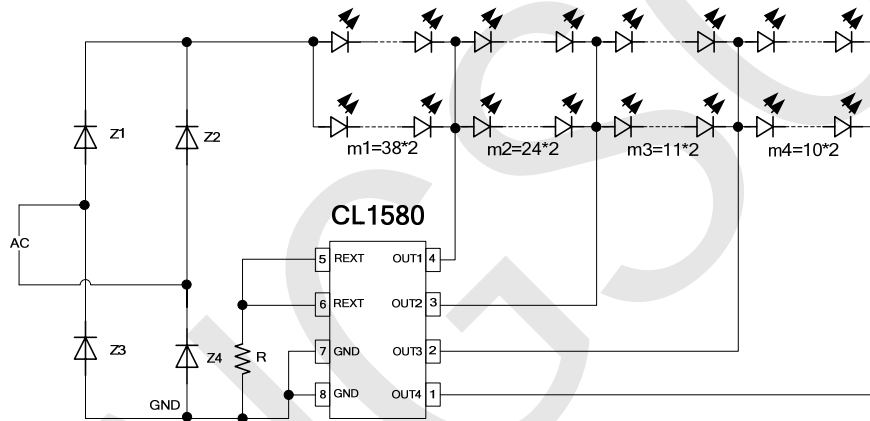 Z1
Z2
m1=38*2
m2=24*2
m3=11*2
m4=10*2
CL1580
AC
5 REXT OUT1 4
6 REXT OUT2 3
7 GND OUT3 2
8 GND OUT4 1
Z3
Z4
R
GND